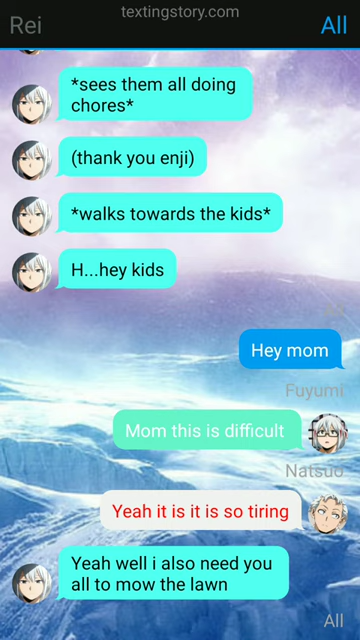 textingstory.com
Rei
All
*sees them all doing
chores*
(thank you enji)
*walks towards the kids*
H...hey kids
Hey mom
Fuyumi
Mom this is difficult
Natsuo
Yeah it is it is so tiring
Yeah well i also need you
all to mow the lawn
All